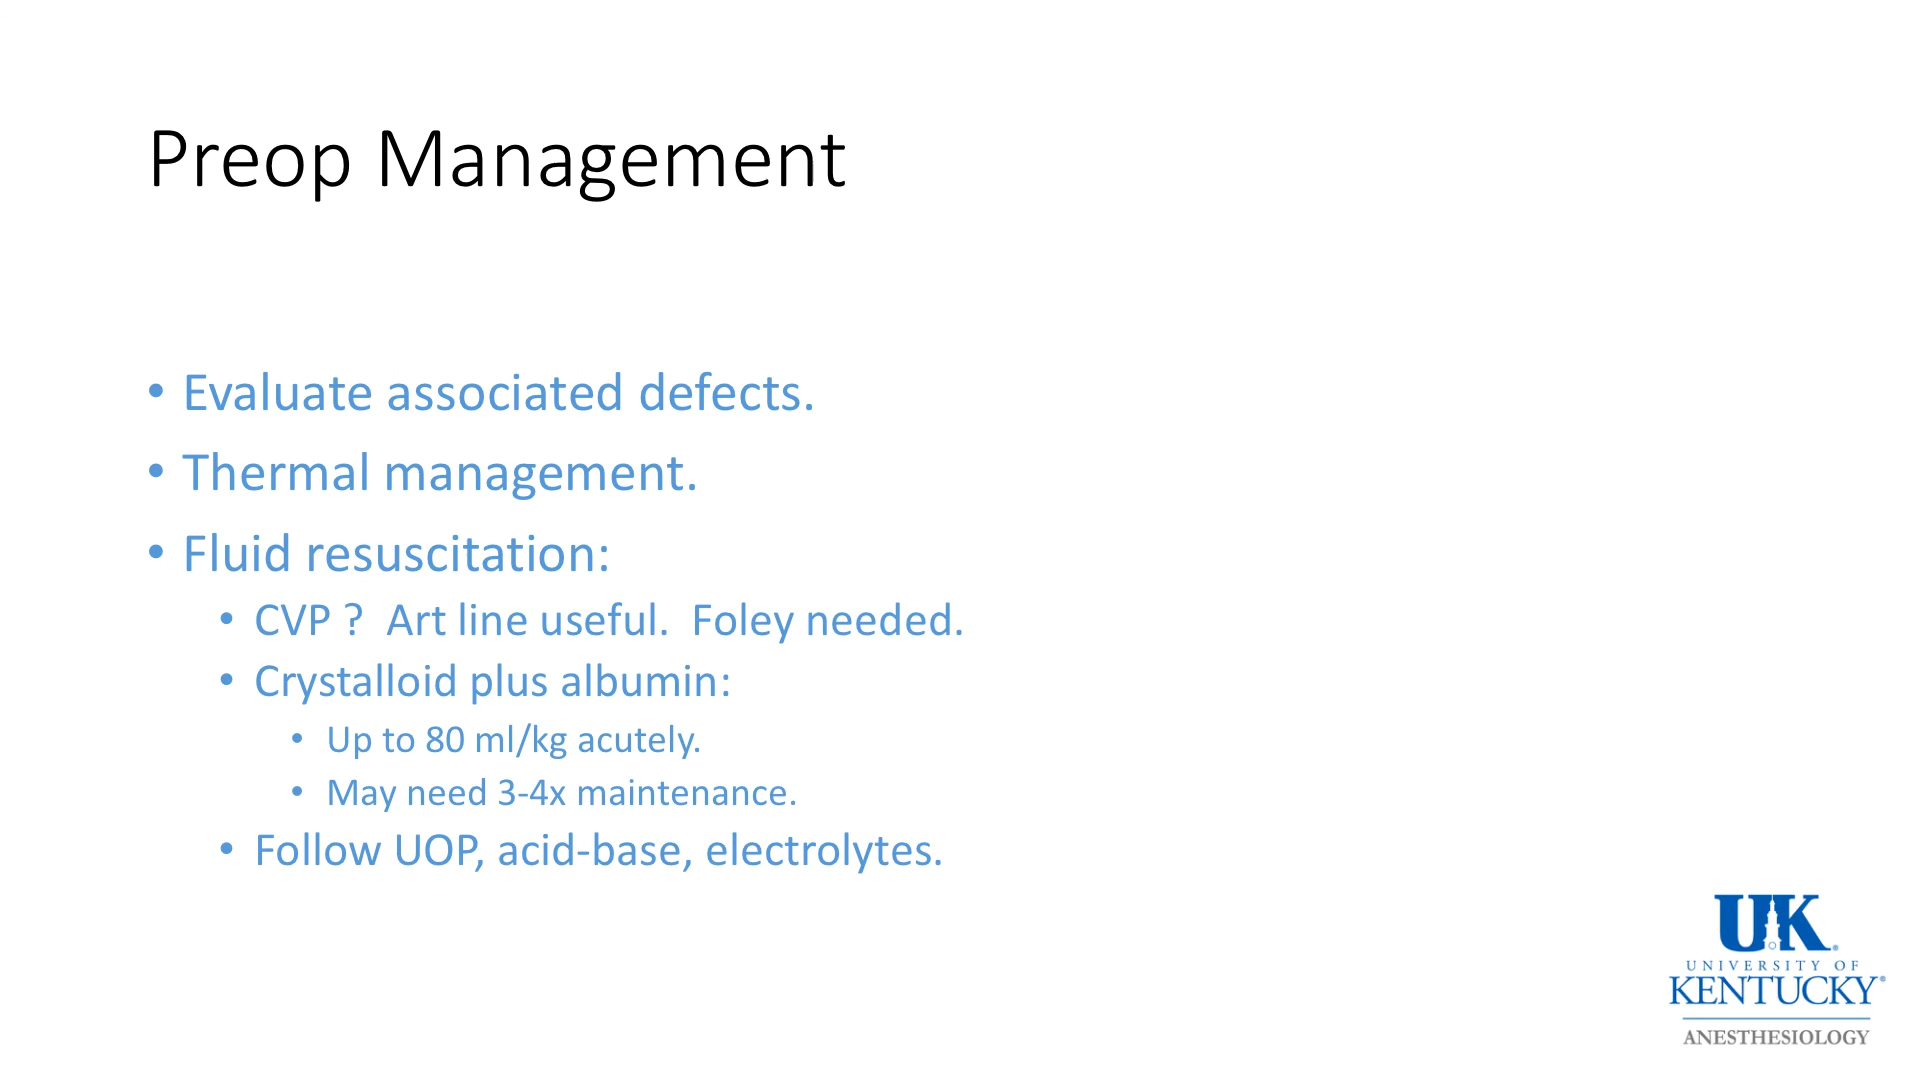 Preop Management
• Evaluate associated defects.
• Thermal management.
• Fluid resuscitation:
• CVP ?  Art line useful.  Foley needed.
• Crystalloid plus albumin:
• Up to 80 ml/kg acutely.
• May need 3-4x maintenance.
• Follow UOP, acid-base, electrolytes.
UK®
UNIVERSITY OF
KENTUCKY®
ANESTHESIOLOGY